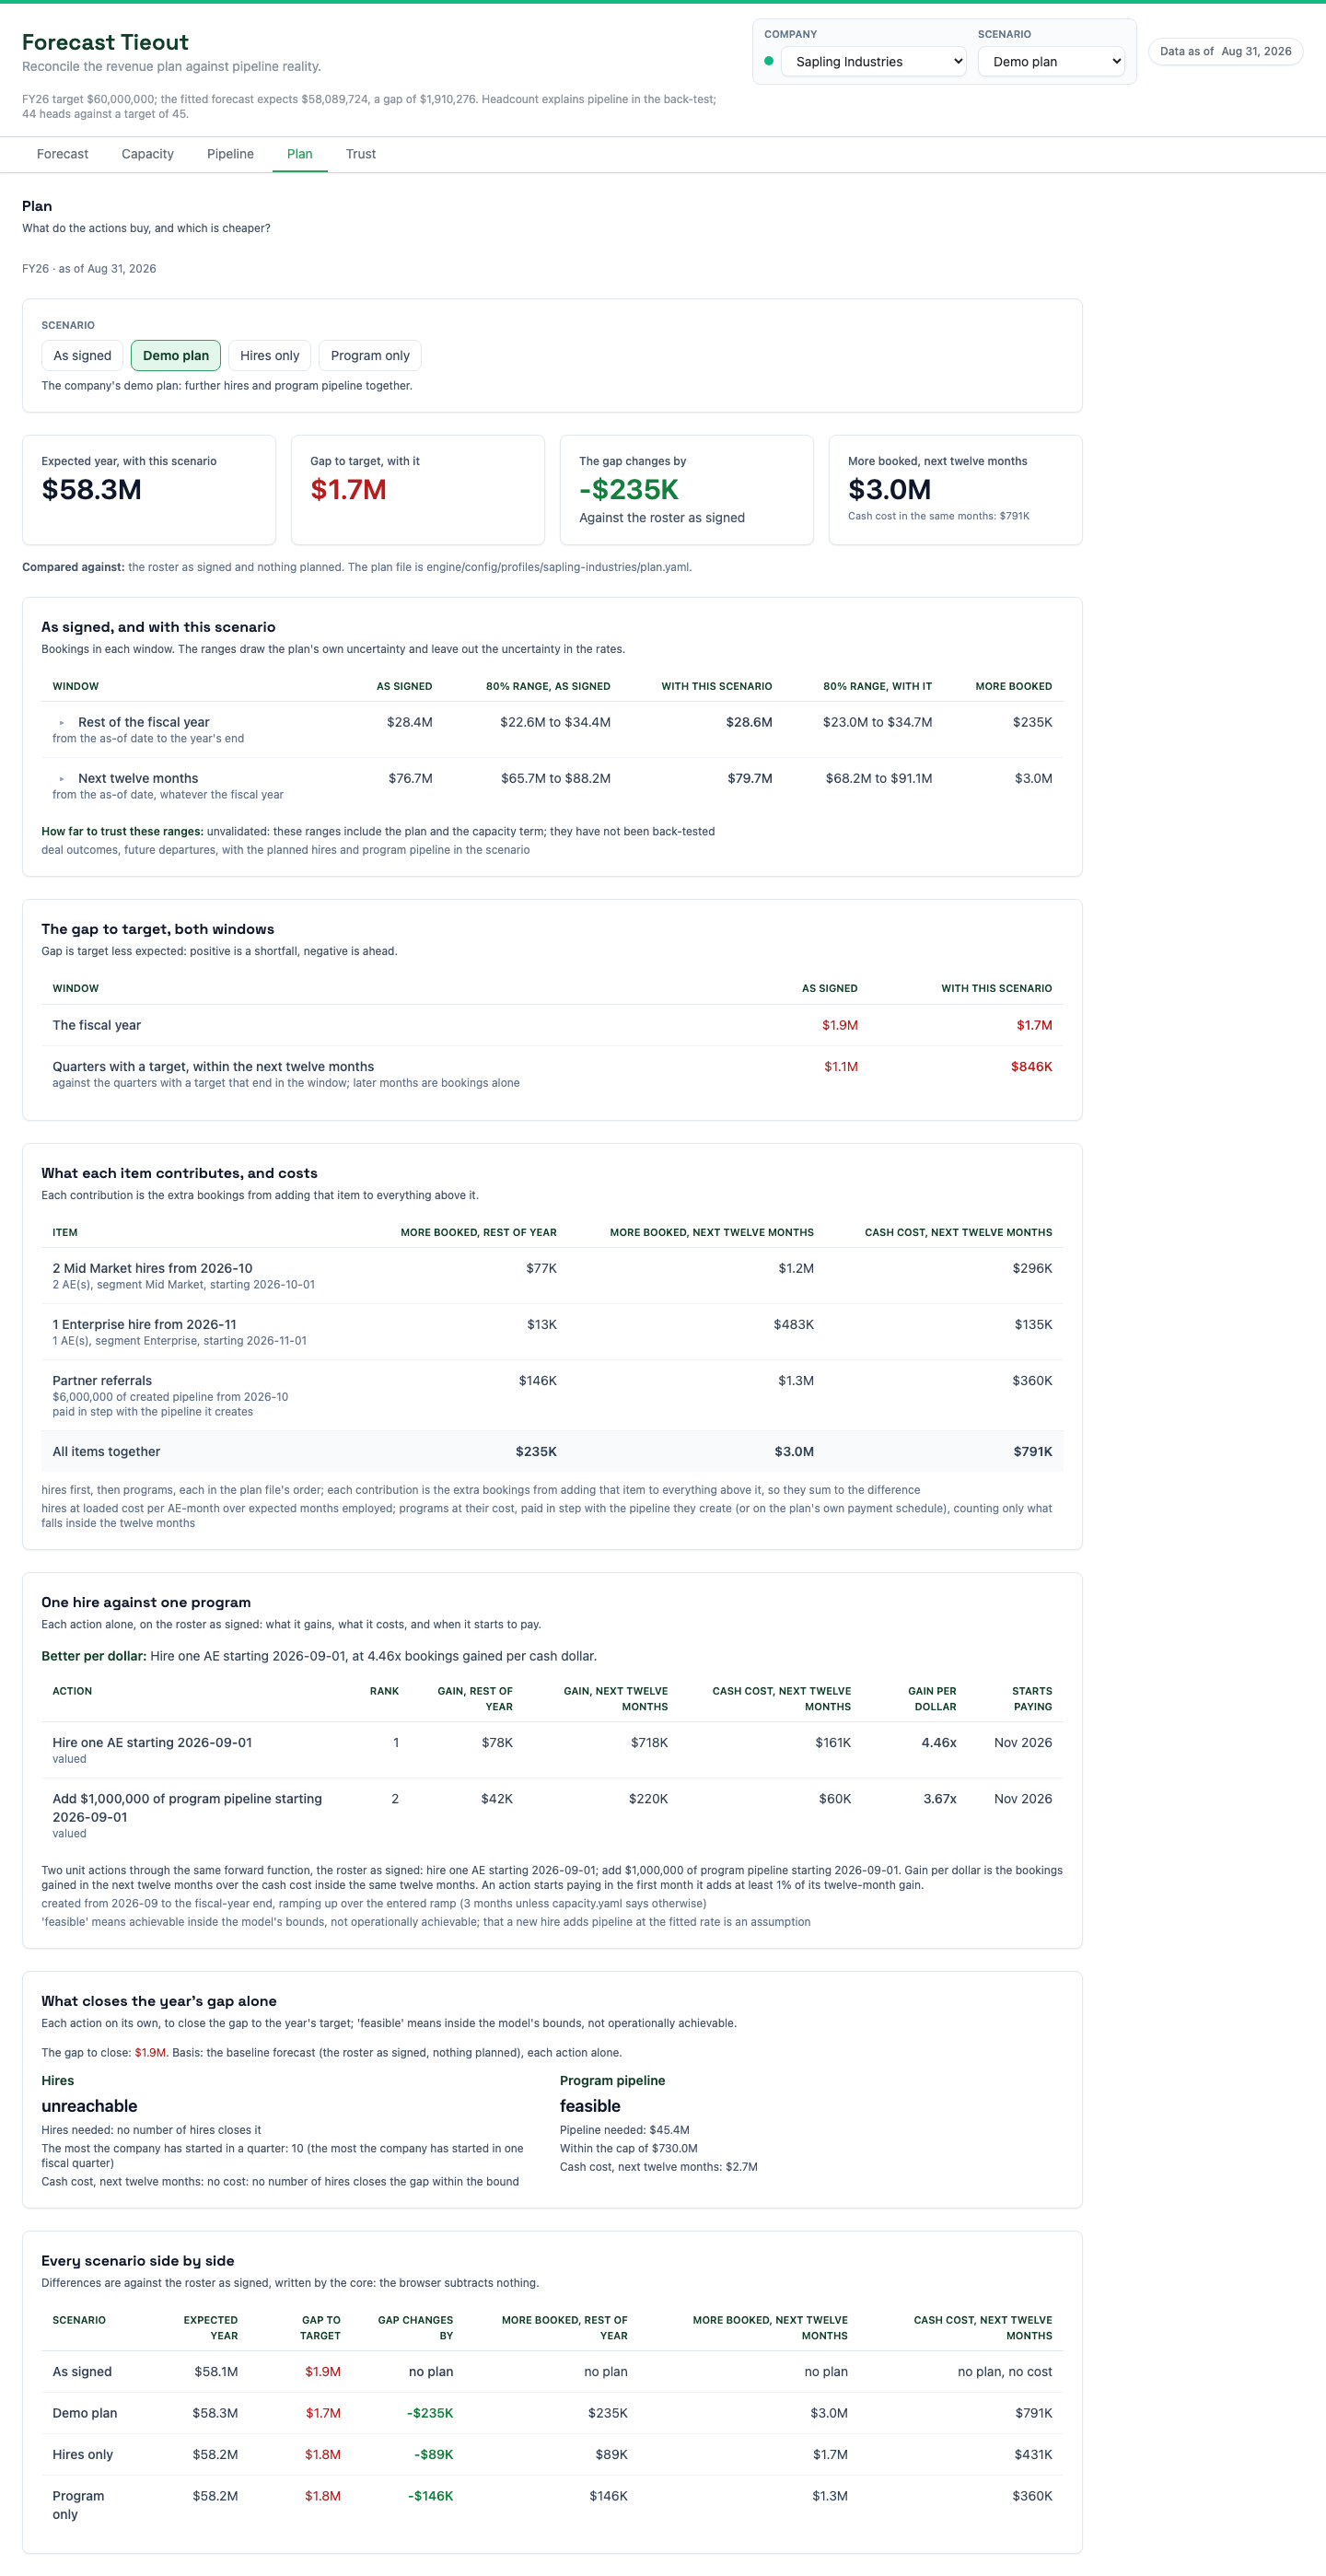 Forecast Tieout
Reconcile the revenue plan against pipeline reality.
FY26 target $60,000,000; the fitted forecast expects $58,089,724, a gap of $1,910,276. Headcount explains pipeline in the back-test;
44 heads against a target of 45.
COMPANY
Sapling Industries
SCENARIO
Demo plan
Data as of Aug 31, 2026
Forecast Capacity Pipeline Plan Trust
Plan
What do the actions buy, and which is cheaper?
FY26 · as of Aug 31, 2026
SCENARIO
As signed Demo plan Hires only Program only
The company's demo plan: further hires and program pipeline together.
Expected year, with this scenario
$58.3M
Gap to target, with it
$1.7M
The gap changes by
-$235K
Against the roster as signed
More booked, next twelve months
$3.0M
Cash cost in the same months: $791K
Compared against: the roster as signed and nothing planned. The plan file is engine/config/profiles/sapling-industries/plan.yaml.
As signed, and with this scenario
Bookings in each window. The ranges draw the plan's own uncertainty and leave out the uncertainty in the rates.
WINDOW AS SIGNED 80% RANGE, AS SIGNED WITH THIS SCENARIO 80% RANGE, WITH IT MORE BOOKED
▸ Rest of the fiscal year $28.4M $22.6M to $34.4M $28.6M $23.0M to $34.7M $235K
from the as-of date to the year's end
▸ Next twelve months $76.7M $65.7M to $88.2M $79.7M $68.2M to $91.1M $3.0M
from the as-of date, whatever the fiscal year
How far to trust these ranges: unvalidated: these ranges include the plan and the capacity term; they have not been back-tested
deal outcomes, future departures, with the planned hires and program pipeline in the scenario
The gap to target, both windows
Gap is target less expected: positive is a shortfall, negative is ahead.
WINDOW AS SIGNED WITH THIS SCENARIO
The fiscal year $1.9M $1.7M
Quarters with a target, within the next twelve months $1.1M $846K
against the quarters with a target that end in the window; later months are bookings alone
What each item contributes, and costs
Each contribution is the extra bookings from adding that item to everything above it.
ITEM MORE BOOKED, REST OF YEAR MORE BOOKED, NEXT TWELVE MONTHS CASH COST, NEXT TWELVE MONTHS
2 Mid Market hires from 2026-10 $77K $1.2M $296K
2 AE(s), segment Mid Market, starting 2026-10-01
1 Enterprise hire from 2026-11 $13K $483K $135K
1 AE(s), segment Enterprise, starting 2026-11-01
Partner referrals $146K $1.3M $360K
$6,000,000 of created pipeline from 2026-10
paid in step with the pipeline it creates
All items together $235K $3.0M $791K
hires first, then programs, each in the plan file's order; each contribution is the extra bookings from adding that item to everything above it, so they sum to the difference
hires at loaded cost per AE-month over expected months employed; programs at their cost, paid in step with the pipeline they create (or on the plan's own payment schedule), counting only what
falls inside the twelve months
One hire against one program
Each action alone, on the roster as signed: what it gains, what it costs, and when it starts to pay.
Better per dollar: Hire one AE starting 2026-09-01, at 4.46x bookings gained per cash dollar.
ACTION RANK GAIN, REST OF YEAR GAIN, NEXT TWELVE MONTHS CASH COST, NEXT TWELVE MONTHS GAIN PER DOLLAR STARTS PAYING
Hire one AE starting 2026-09-01 1 $78K $718K $161K 4.46x Nov 2026
valued
Add $1,000,000 of program pipeline starting 2 $42K $220K $60K 3.67x Nov 2026
2026-09-01
valued
Two unit actions through the same forward function, the roster as signed: hire one AE starting 2026-09-01; add $1,000,000 of program pipeline starting 2026-09-01. Gain per dollar is the bookings
gained in the next twelve months over the cash cost inside the same twelve months. An action starts paying in the first month it adds at least 1% of its twelve-month gain.
created from 2026-09 to the fiscal-year end, ramping up over the entered ramp (3 months unless capacity.yaml says otherwise)
'feasible' means achievable inside the model's bounds, not operationally achievable; that a new hire adds pipeline at the fitted rate is an assumption
What closes the year's gap alone
Each action on its own, to close the gap to the year's target; 'feasible' means inside the model's bounds, not operationally achievable.
The gap to close: $1.9M. Basis: the baseline forecast (the roster as signed, nothing planned), each action alone.
Hires
unreachable
Hires needed: no number of hires closes it
The most the company has started in a quarter: 10 (the most the company has started in one
fiscal quarter)
Cash cost, next twelve months: no cost: no number of hires closes the gap within the bound
Program pipeline
feasible
Pipeline needed: $45.4M
Within the cap of $730.0M
Cash cost, next twelve months: $2.7M
Every scenario side by side
Differences are against the roster as signed, written by the core: the browser subtracts nothing.
SCENARIO EXPECTED YEAR GAP TO TARGET GAP CHANGES BY MORE BOOKED, REST OF YEAR MORE BOOKED, NEXT TWELVE MONTHS CASH COST, NEXT TWELVE MONTHS
As signed $58.1M $1.9M no plan no plan no plan no plan, no cost
Demo plan $58.3M $1.7M -$235K $235K $3.0M $791K
Hires only $58.2M $1.8M -$89K $89K $1.7M $431K
Program only $58.2M $1.8M -$146K $146K $1.3M $360K